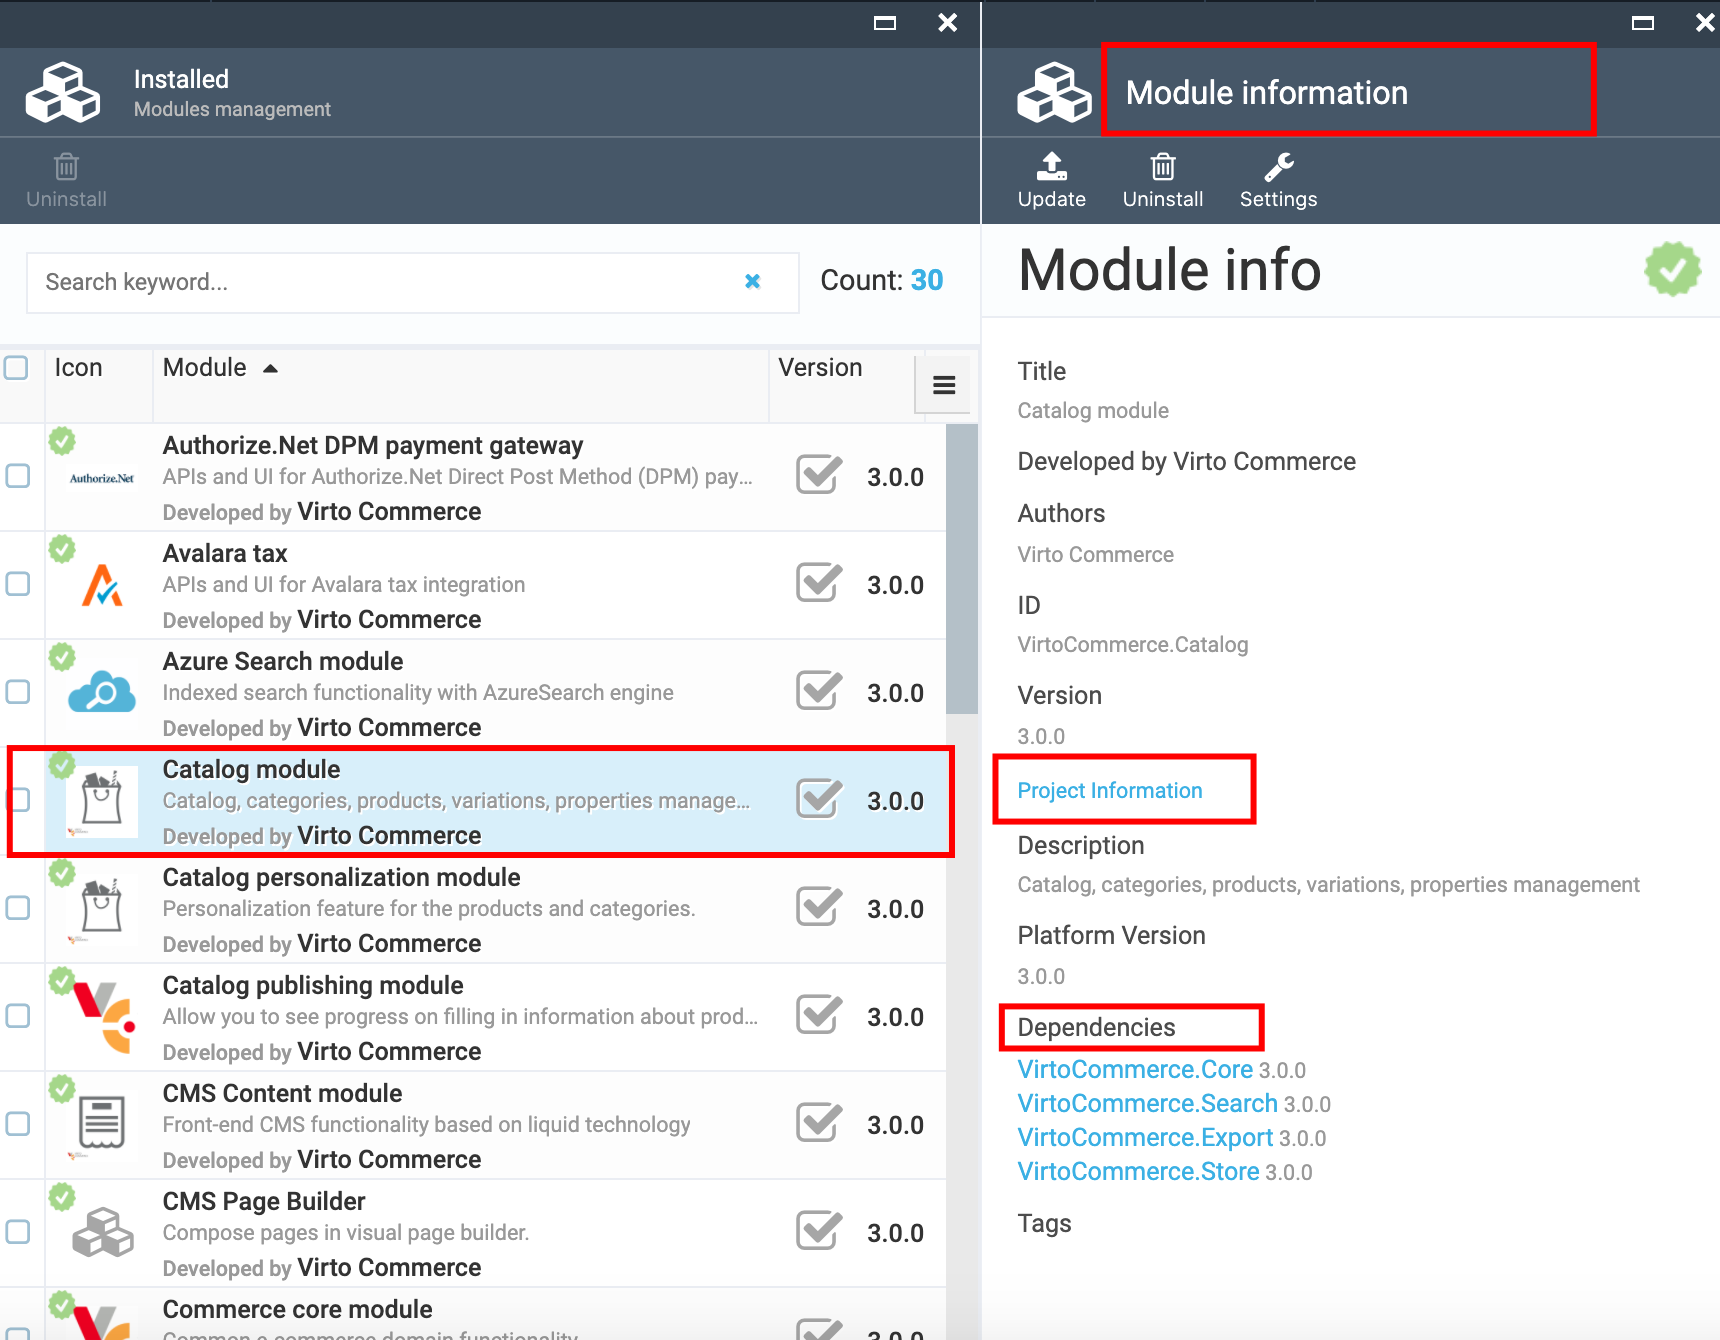 Installed
Modules management
Uninstall
Search keyword...
Count: 30
Icon
Module
Version
Authorize.Net
Authorize.Net DPM payment gateway
APIs and UI for Authorize.Net Direct Post Method (DPM) pay...
Developed by Virto Commerce
3.0.0
Avalara tax
APIs and UI for Avalara tax integration
Developed by Virto Commerce
3.0.0
Azure Search module
Indexed search functionality with AzureSearch engine
Developed by Virto Commerce
3.0.0
Catalog module
Catalog, categories, products, variations, properties manage...
Developed by Virto Commerce
3.0.0
Catalog personalization module
Personalization feature for the products and categories.
Developed by Virto Commerce
3.0.0
Catalog publishing module
Allow you to see progress on filling in information about prod...
Developed by Virto Commerce
3.0.0
CMS Content module
Front-end CMS functionality based on liquid technology
Developed by Virto Commerce
3.0.0
CMS Page Builder
Compose pages in visual page builder.
Developed by Virto Commerce
3.0.0
Commerce core module
Common e-commerce domain functionality
3.0.0
Module information
Update
Uninstall
Settings
Module info
Title
Catalog module
Developed by Virto Commerce
Authors
Virto Commerce
ID
VirtoCommerce.Catalog
Version
3.0.0
Project Information
Description
Catalog, categories, products, variations, properties management
Platform Version
3.0.0
Dependencies
VirtoCommerce.Core 3.0.0
VirtoCommerce.Search 3.0.0
VirtoCommerce.Export 3.0.0
VirtoCommerce.Store 3.0.0
Tags